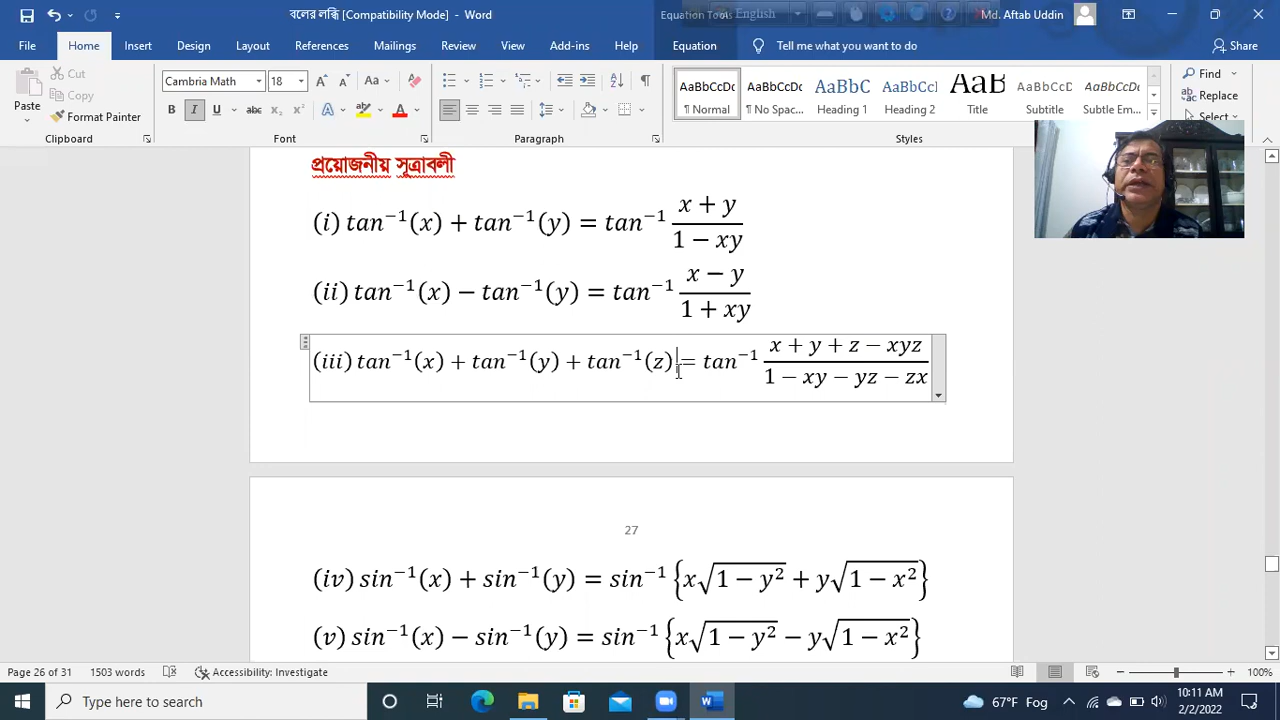 বলের লব্ধি [Compatibility Mode] - Word
Equation Tools
English
Md. Aftab Uddin
File Home Insert Design Layout References Mailings Review View Add-ins Help Equation Tell me what you want to do Share
Paste
Cut
Copy
Format Painter
Clipboard
Cambria Math 18
Aa
B I U abc x₂ x² A A
Font
Paragraph
AaBbCcDc
¶ Normal
AaBbCcDc
¶ No Spac...
AaBbC
Heading 1
AaBbCc
Heading 2
AaB
Title
AaBbCcD
Subtitle
AaBbCcDt
Subtle Em...
Styles
Find
Replace
Select
প্রয়োজনীয় সূত্রাবলী
(i) tan⁻¹(x) + tan⁻¹(y) = tan⁻¹ (x + y)/(1 − xy)
(ii) tan⁻¹(x) − tan⁻¹(y) = tan⁻¹ (x − y)/(1 + xy)
(iii) tan⁻¹(x) + tan⁻¹(y) + tan⁻¹(z) = tan⁻¹ (x + y + z − xyz)/(1 − xy − yz − zx)
27
(iv) sin⁻¹(x) + sin⁻¹(y) = sin⁻¹ {x√(1 − y²) + y√(1 − x²)}
(v) sin⁻¹(x) − sin⁻¹(y) = sin⁻¹ {x√(1 − y²) − y√(1 − x²)}
Page 26 of 31 1503 words Accessibility: Investigate 100%
Type here to search
67°F Fog
10:11 AM
2/2/2022